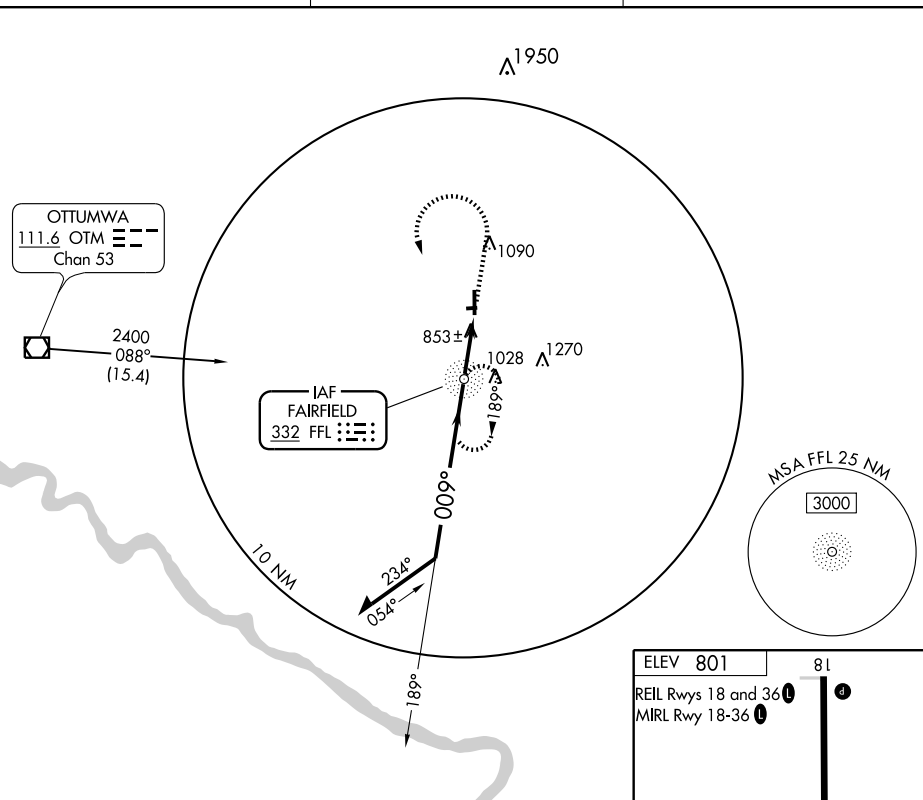 1950
OTTUMWA
111.6 OTM
Chan 53
1090
2400
088°
(15.4)
853±
1028
1270
IAF
FAIRFIELD
332 FFL
189°
009°
MSA FFL 25 NM
3000
10 NM
234°
054°
189°
ELEV 801
18
REIL Rwys 18 and 36 L
MIRL Rwy 18-36 L
P